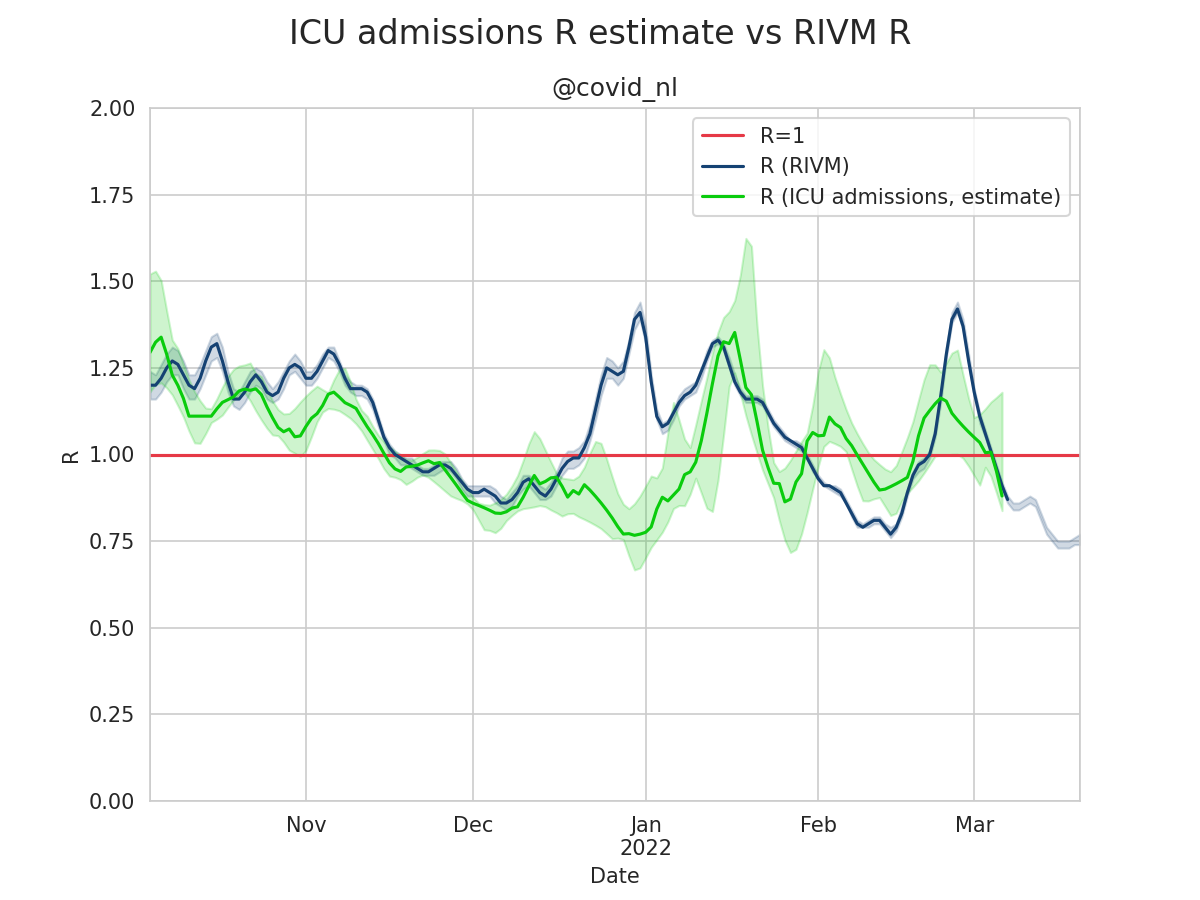 ICU admissions R estimate vs RIVM R
@covid_nl
R=1
R (RIVM)
R (ICU admissions, estimate)
2.00
1.75
1.50
1.25
1.00
0.75
0.50
0.25
0.00
R
Nov Dec Jan Feb Mar
2022
Date